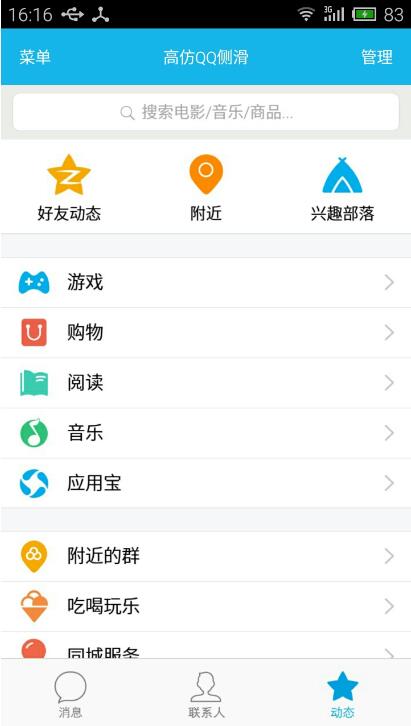 16:16 3G 83
菜单 高仿QQ侧滑 管理
搜索电影/音乐/商品...
好友动态 附近 兴趣部落
游戏
购物
阅读
音乐
应用宝
附近的群
吃喝玩乐
同城服务
消息 联系人 动态